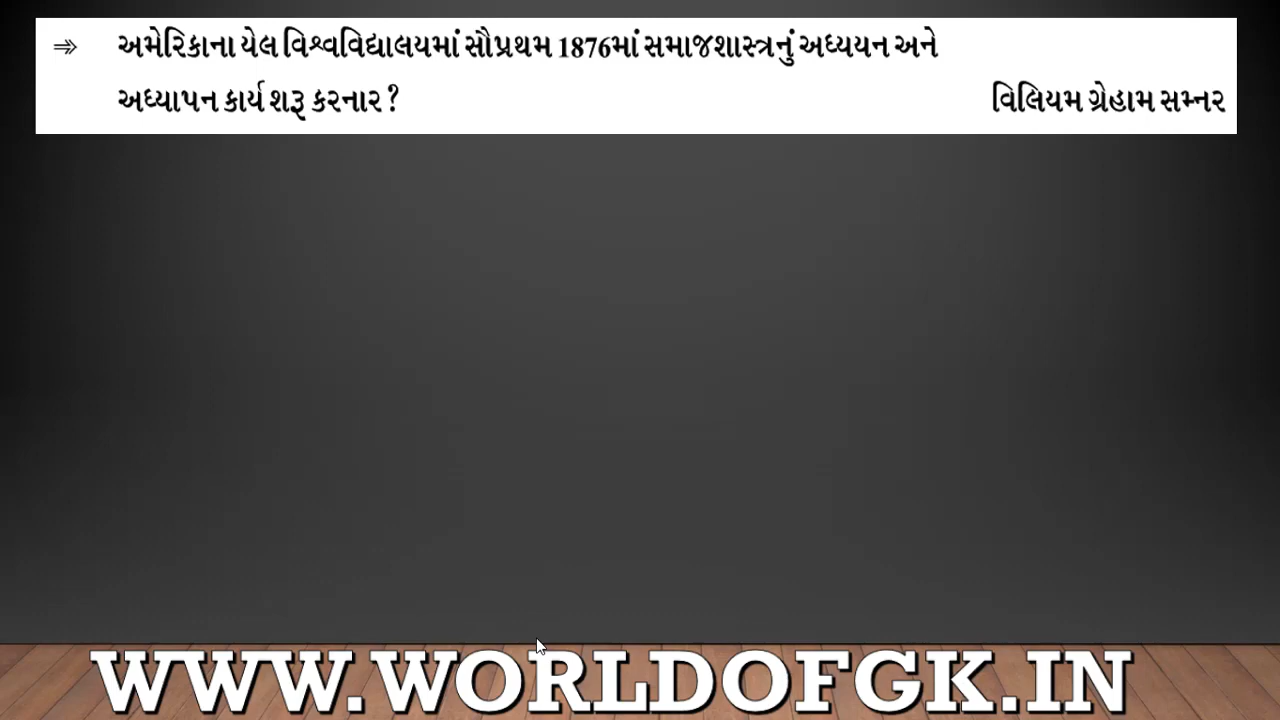 ⇒ અમેરિકાના યેલ વિશ્વવિદ્યાલયમાં સૌપ્રથમ 1876માં સમાજશાસ્ત્રનું અધ્યયન અને
અધ્યાપન કાર્ય શરૂ કરનાર ? વિલિયમ ગ્રેહામ સમ્નર
WWW.WORLDOFGK.IN